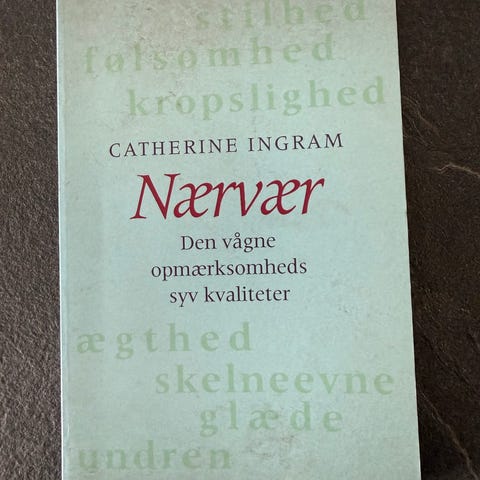 stilhed
følsomhed
kropslighed
CATHERINE INGRAM
Nærvær
Den vågne
opmærksomheds
syv kvaliteter
ægthed
skelneevne
glæde
undren